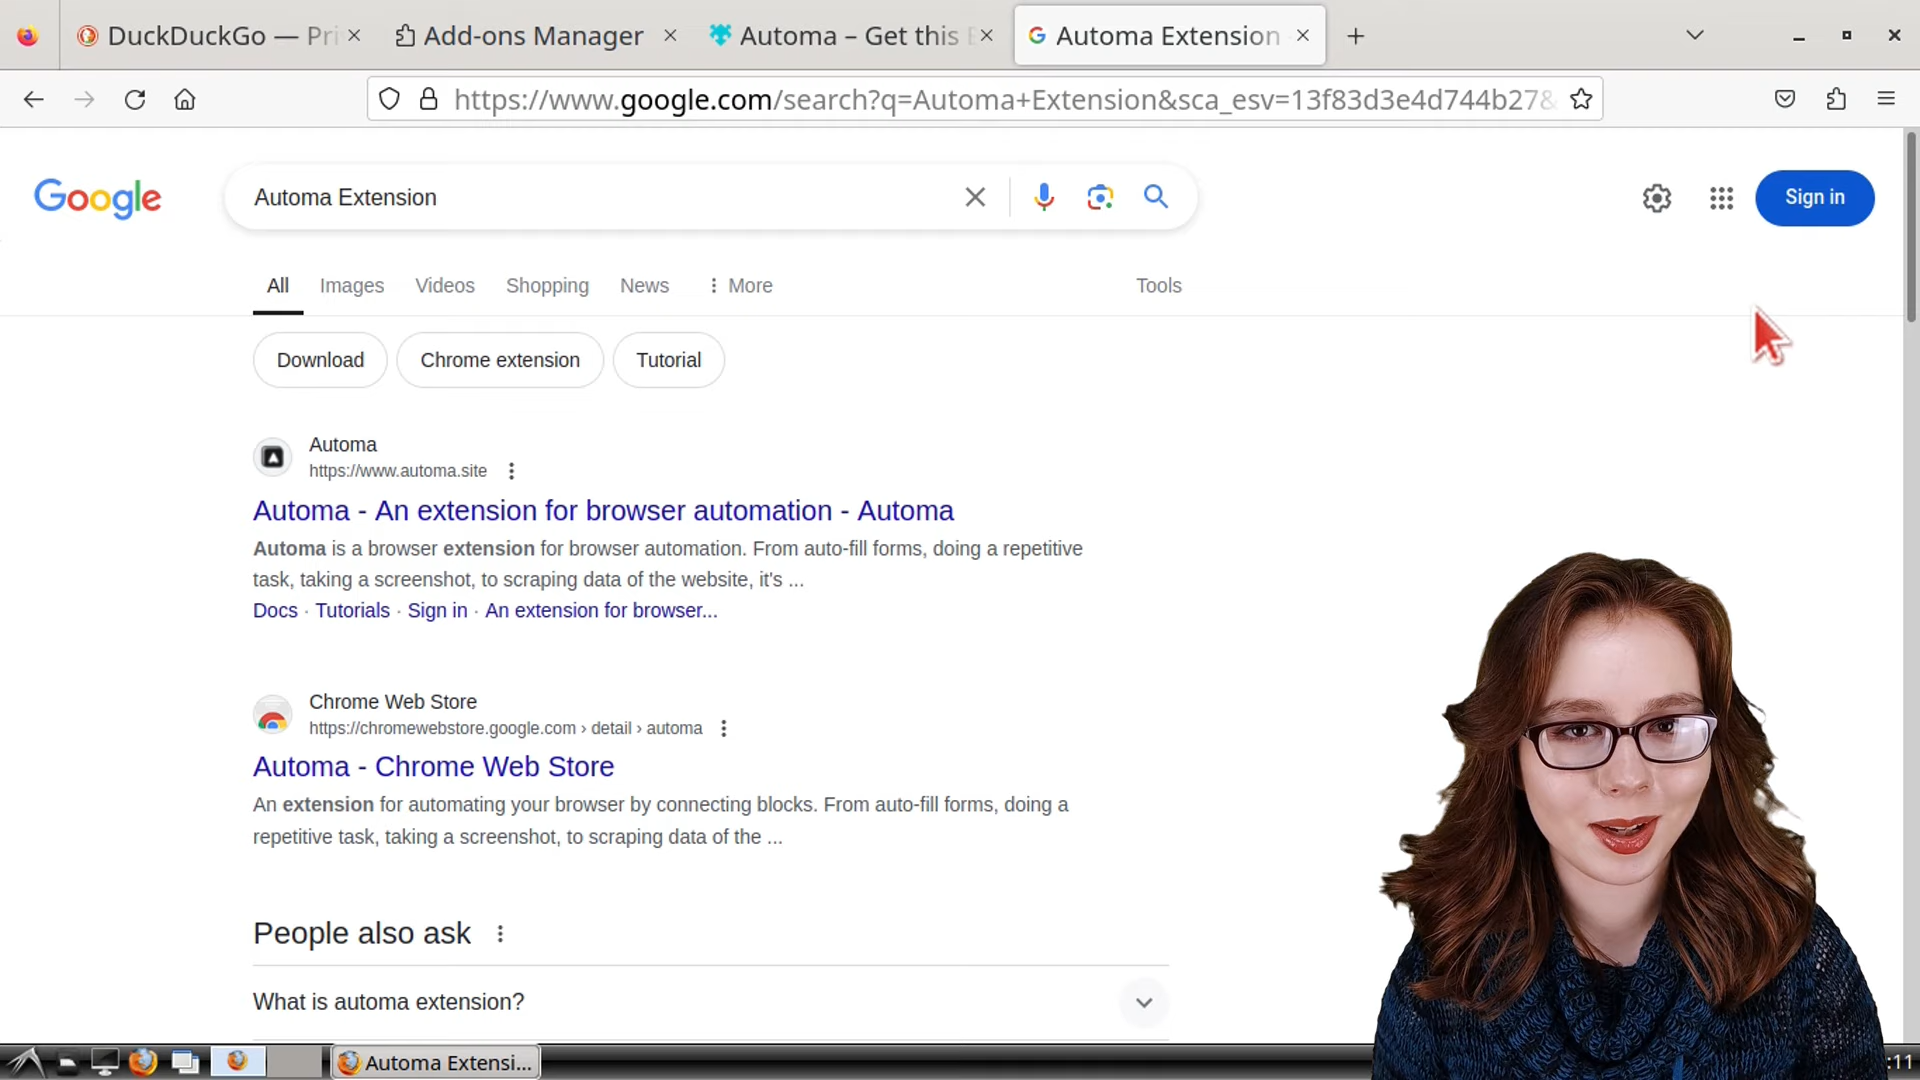 DuckDuckGo — Pri
Add-ons Manager
Automa – Get this E
Automa Extension
https://www.google.com/search?q=Automa+Extension&sca_esv=13f83d3e4d744b27&
Google
Automa Extension
Sign in
All
Images
Videos
Shopping
News
More
Tools
Download
Chrome extension
Tutorial
Automa
https://www.automa.site
Automa - An extension for browser automation - Automa
Automa is a browser extension for browser automation. From auto-fill forms, doing a repetitive
task, taking a screenshot, to scraping data of the website, it's ...
Docs · Tutorials · Sign in · An extension for browser...
Chrome Web Store
https://chromewebstore.google.com › detail › automa
Automa - Chrome Web Store
An extension for automating your browser by connecting blocks. From auto-fill forms, doing a
repetitive task, taking a screenshot, to scraping data of the ...
People also ask
What is automa extension?
Automa Extensi...
:11